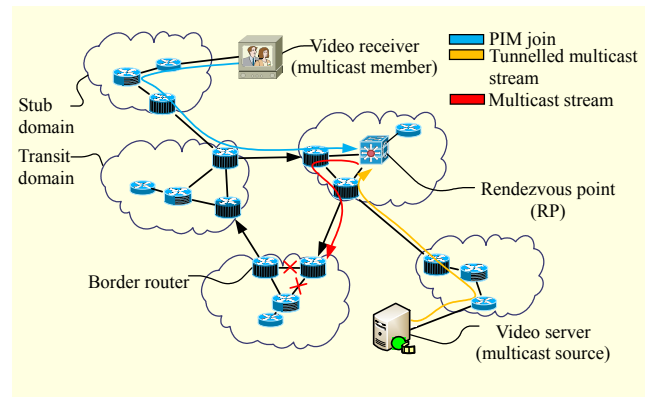 Video receiver
(multicast member)
PIM join
Tunnelled multicast
stream
Multicast stream
Stub
domain
Transit
domain
Rendezvous point
(RP)
Border router
Video server
(multicast source)